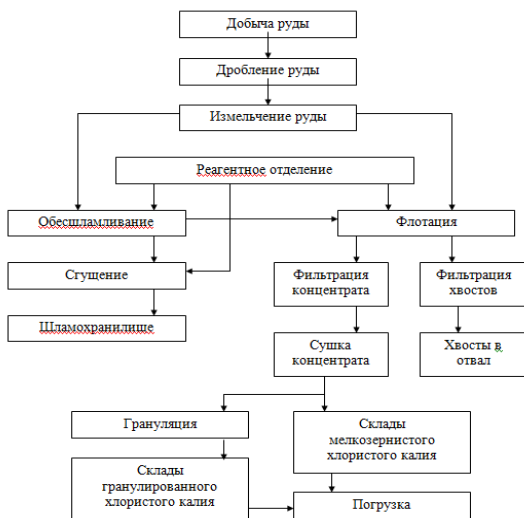 Добыча руды
Дробление руды
Измельчение руды
Реагентное отделение
Обесшламливание
Флотация
Сгущение
Фильтрация
концентрата
Фильтрация
хвостов
Шламохранилище
Сушка
концентрата
Хвосты в
отвал
Грануляция
Склады
мелкозернистого
хлористого калия
Склады
гранулированного
хлористого калия
Погрузка